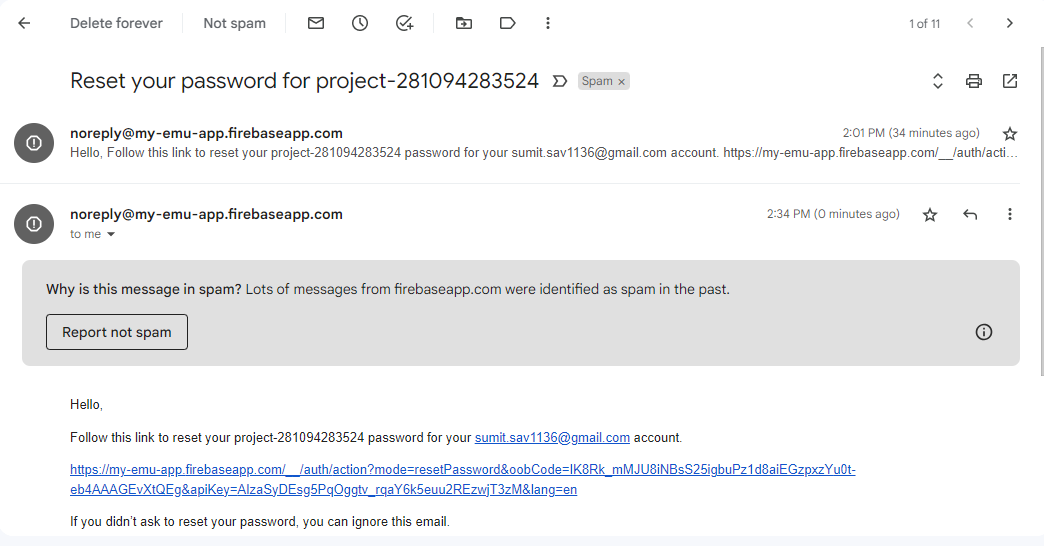 Delete forever Not spam 1 of 11
Reset your password for project-281094283524 Spam ×
noreply@my-emu-app.firebaseapp.com 2:01 PM (34 minutes ago)
Hello, Follow this link to reset your project-281094283524 password for your sumit.sav1136@gmail.com account. https://my-emu-app.firebaseapp.com/__/auth/acti…
noreply@my-emu-app.firebaseapp.com 2:34 PM (0 minutes ago)
to me
Why is this message in spam? Lots of messages from firebaseapp.com were identified as spam in the past.
Report not spam
Hello,
Follow this link to reset your project-281094283524 password for your sumit.sav1136@gmail.com account.
https://my-emu-app.firebaseapp.com/__/auth/action?mode=resetPassword&oobCode=IK8Rk_mMJU8iNBsS25igbuPz1d8aiEGzpxzYu0t-
eb4AAAGEvXtQEg&apiKey=AIzaSyDEsg5PqOggtv_rqaY6k5euu2REzwjT3zM&lang=en
If you didn't ask to reset your password, you can ignore this email.